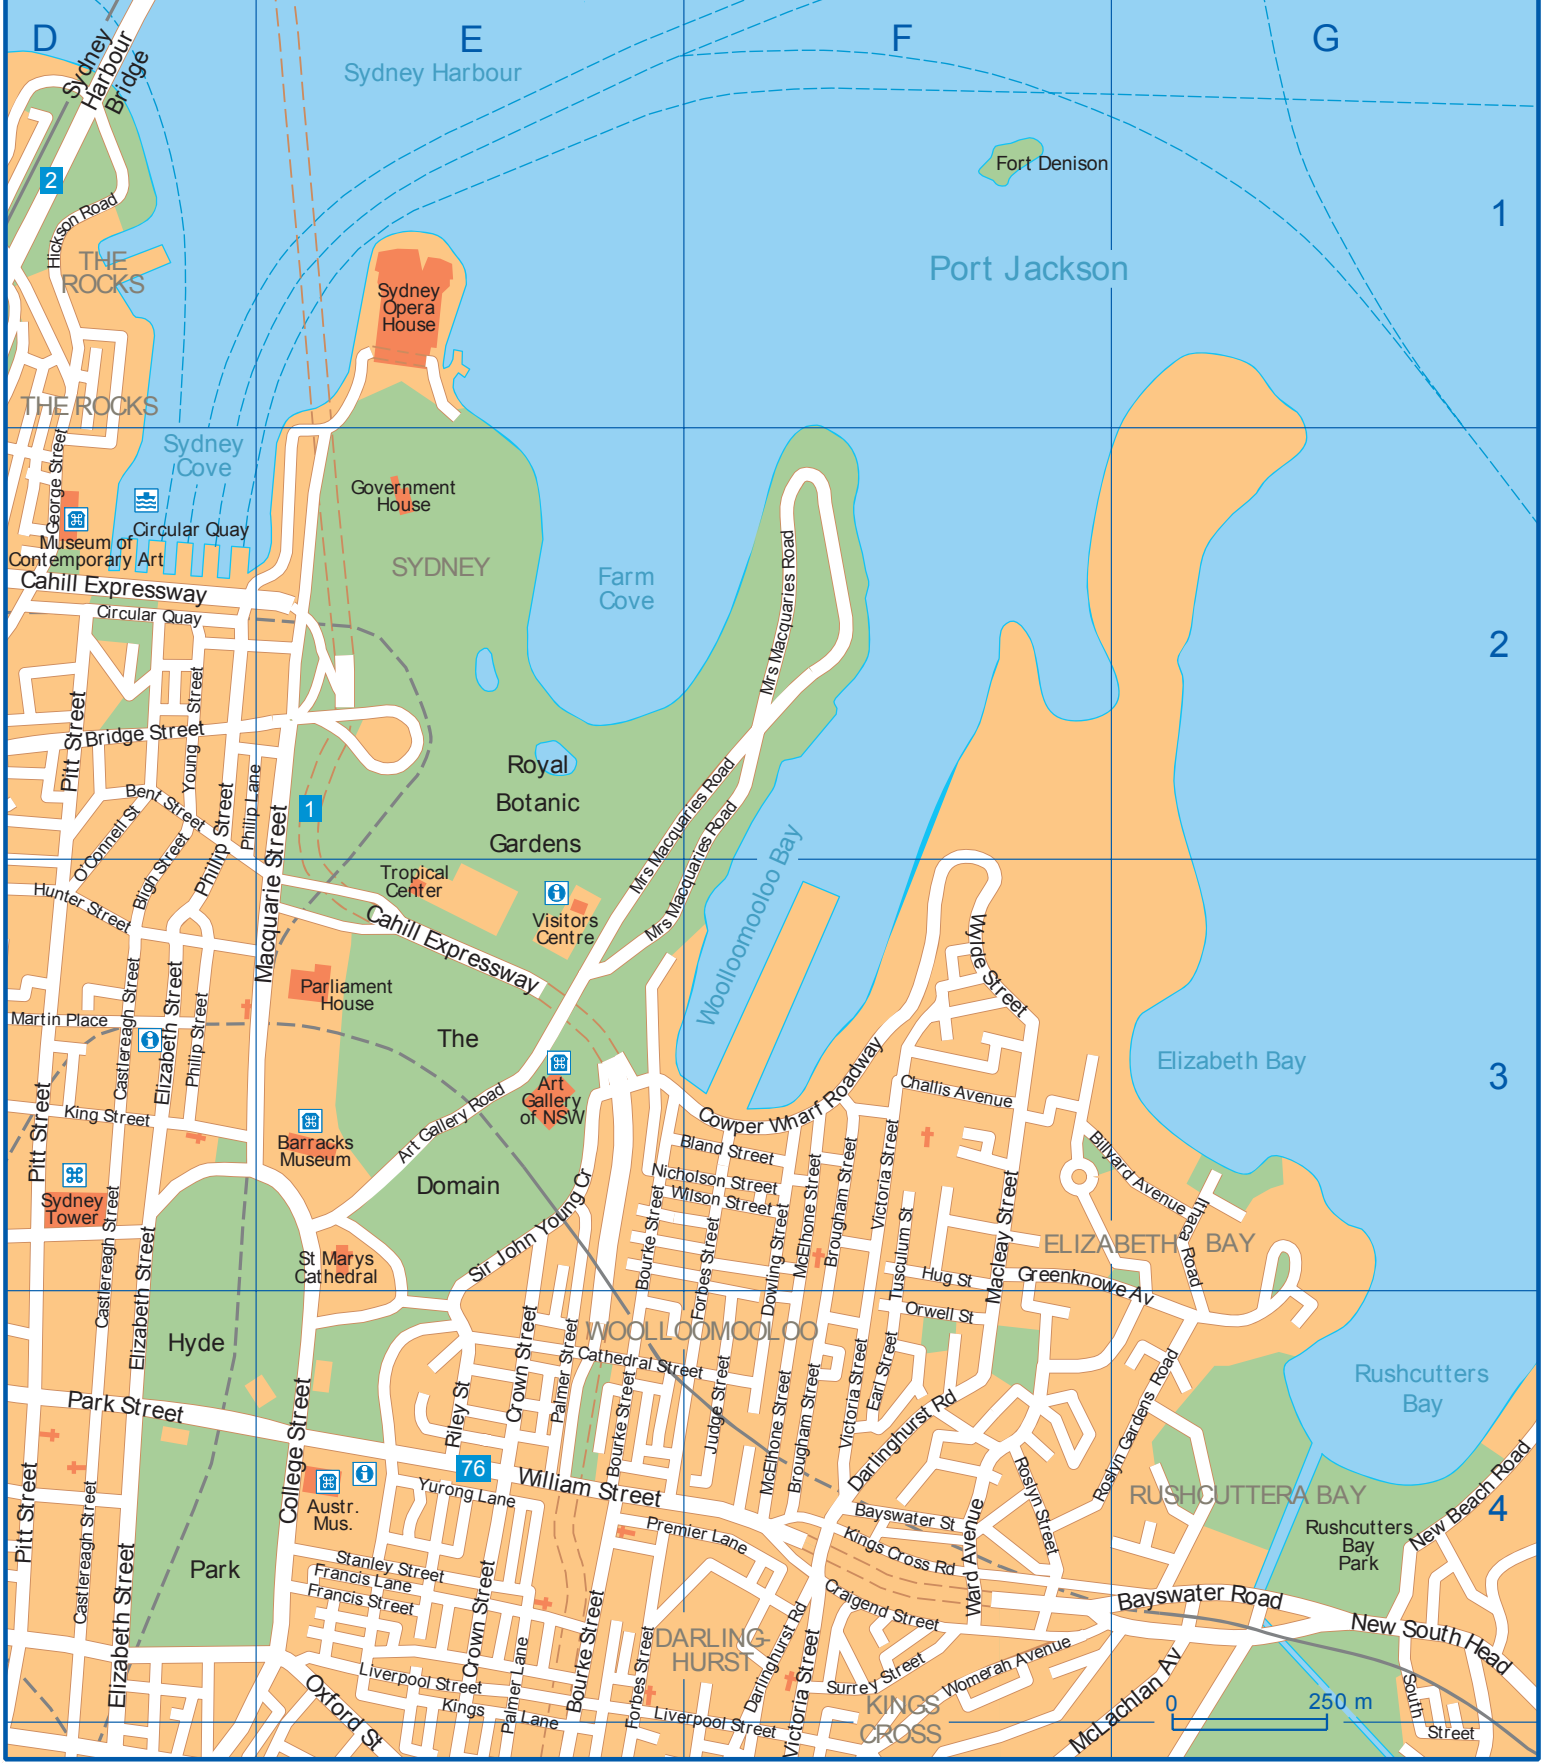 D
E
F
G
Sydney
Harbour
Bridge
Sydney Harbour
Fort Denison
2
1
Hickson Road
THE
ROCKS
Port Jackson
Sydney
Opera
House
THE ROCKS
Sydney
Cove
George Street
Government
House
Circular Quay
Museum of
Contemporary Art
SYDNEY
Farm
Cove
Mrs Macquaries Road
Cahill Expressway
Circular Quay
2
Mrs Macquaries Road
Pitt Street
Young Street
Bridge Street
Royal
Botanic
Gardens
Bent Street
O'Connell St
Bligh Street
Phillip Street
Philip Lane
1
Macquarie Street
Mrs Macquaries Road
Woolloomooloo Bay
Tropical
Center
Visitors
Centre
Mrs Macquaries Road
Hunter Street
Cahill Expressway
Wylde Street
Parliament
House
Martin Place
Castlereagh Street
Elizabeth Street
Philip Street
The
Elizabeth Bay
3
Art
Gallery
of NSW
Art Gallery Road
Challis Avenue
Cowper Wharf Roadway
King Street
Pitt Street
Barracks
Museum
Domain
Bland Street
Nicholson Street
Wilson Street
Billyard Avenue
Ithaca Road
Sydney
Tower
Castlereagh Street
Elizabeth Street
St Marys
Cathedral
Sir John Young Cr
Bourke Street
Forbes Street
Dowling Street
McElhone Street
Brougham Street
Victoria Street
Tusculum St
Macleay Street
ELIZABETH BAY
Hug St
Greenknowe Av
Orwell St
Hyde
WOOLLOOMOOLOO
Cathedral Street
Crown Street
Palmer Street
Riley St
Bourke Street
Judge Street
McElhone Street
Brougham Street
Victoria Street
Earl Street
Darlinghurst Rd
Roslyn Gardens Road
Rushcutters
Bay
Park Street
College Street
76
William Street
Yurong Lane
Austr.
Mus.
Premier Lane
Bayswater St
Kings Cross Rd
Roslyn Street
Ward Avenue
RUSHCUTTERA BAY
Rushcutters
Bay
Park
New Beach Road
4
Pitt Street
Castlereagh Street
Elizabeth Street
Park
Stanley Street
Francis Lane
Francis Street
Crown Street
Bourke Street
Craigend Street
Bayswater Road
New South Head
DARLING-
HURST
Darlinghurst Rd
Victoria Street
Forbes Street
Palmer Lane
Liverpool Street
Kings Lane
Oxford St
Liverpool Street
Surrey Street
Womerah Avenue
KINGS
CROSS
McLachlan Av
0 250 m
South Street